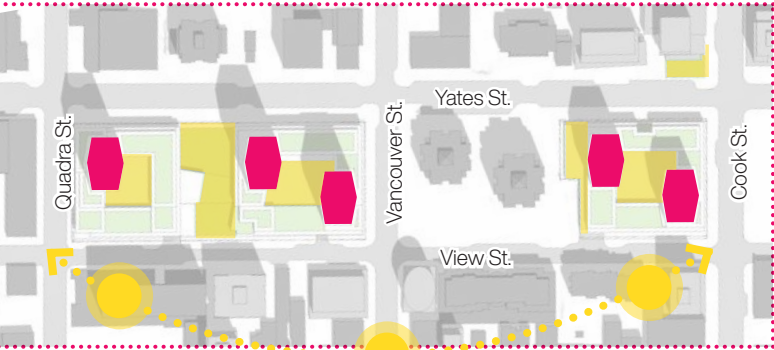 Yates St.
Quadra St.
Vancouver St.
Cook St.
View St.